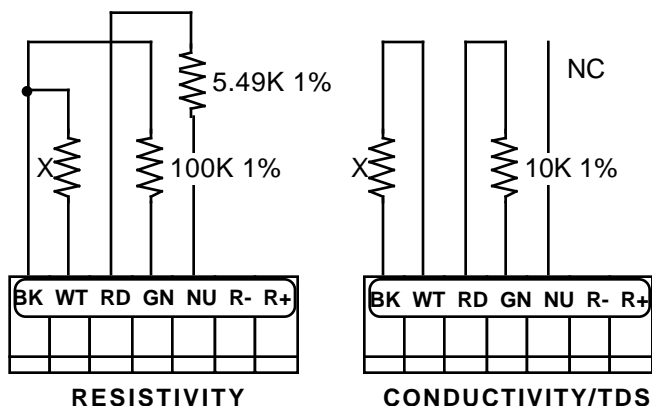 5.49K 1%
X
100K 1%
BK WT RD GN NU R- R+
RESISTIVITY
NC
X
10K 1%
BK WT RD GN NU R- R+
CONDUCTIVITY/TDS